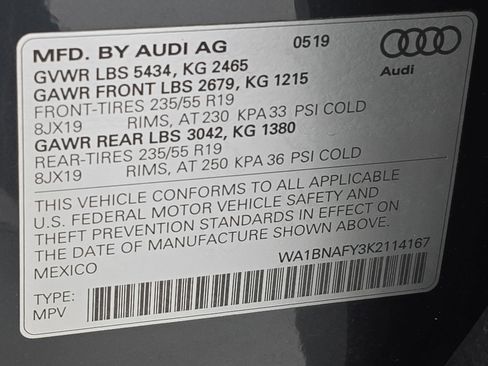 MFD. BY AUDI AG 0519
GVWR LBS 5434, KG 2465
GAWR FRONT LBS 2679, KG 1215
FRONT-TIRES 235/55 R19
8JX19 RIMS, AT 230 KPA 33 PSI COLD
GAWR REAR LBS 3042, KG 1380
REAR-TIRES 235/55 R19
8JX19 RIMS, AT 250 KPA 36 PSI COLD
Audi
THIS VEHICLE CONFORMS TO ALL APPLICABLE
U.S. FEDERAL MOTOR VEHICLE SAFETY AND
THEFT PREVENTION STANDARDS IN EFFECT ON
THE DATE OF MANUFACTURE SHOWN ABOVE.
MEXICO
WA1BNAFY3K2114167
TYPE:
MPV